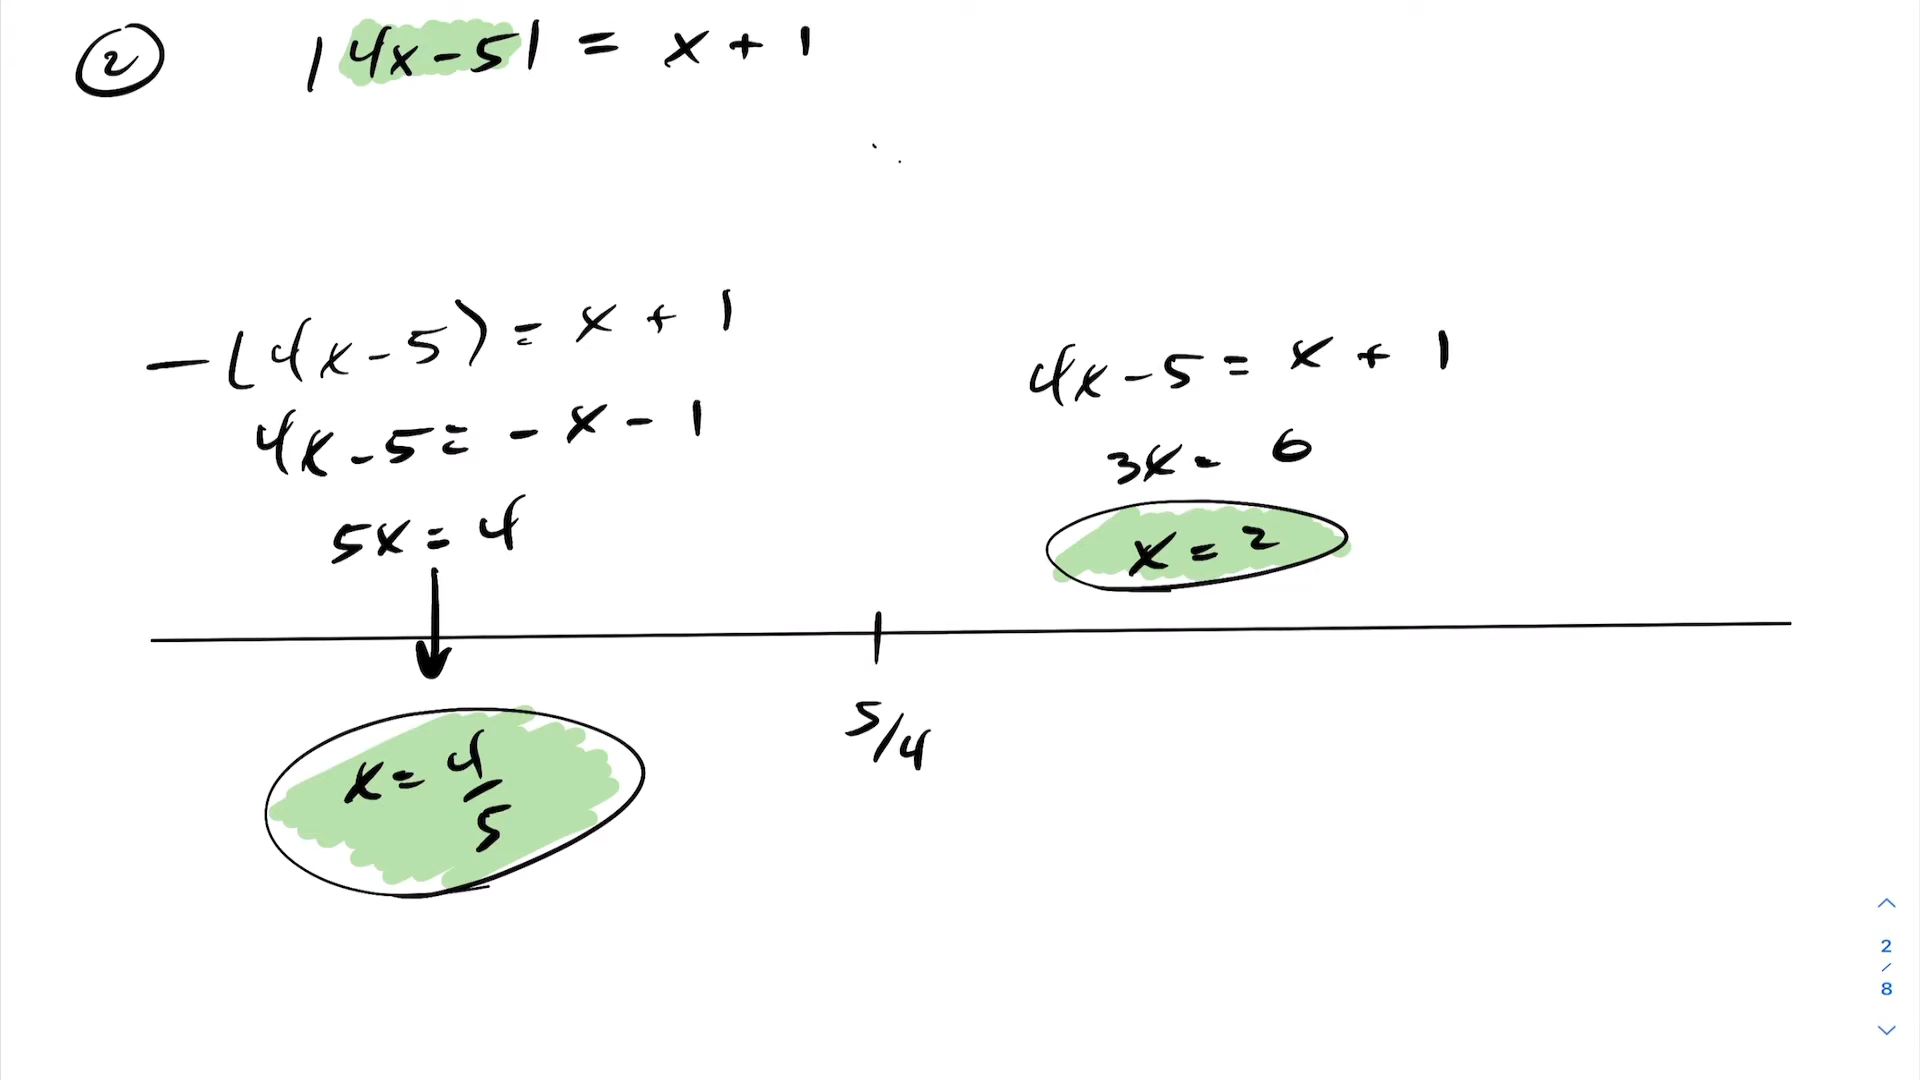 2
|4x-5| = x + 1
-(4x-5) = x + 1
4x-5 = -x-1
5x = 4
4x-5 = x + 1
3x = 6
x = 2
5/4
x = 4/5
2
/
8